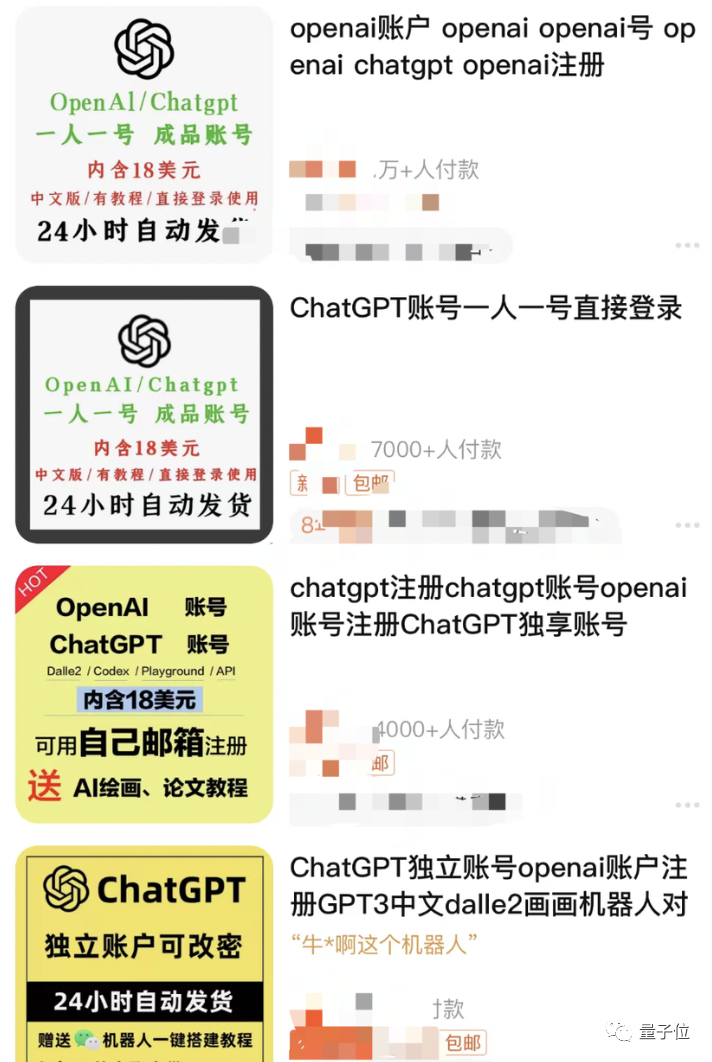 openai账户 openai openai号 op
enai chatgpt openai注册
OpenAI/Chatgpt
一人一号 成品账号
内含18美元
中文版/有教程/直接登录使用
24小时自动发
万+人付款
ChatGPT账号一人一号直接登录
OpenAI/Chatgpt
一人一号 成品账号
内含18美元
中文版/有教程/直接登录使用
24小时自动发货
7000+人付款
新
包邮
HOT
OpenAI 账号
ChatGPT 账号
Dalle2 / Codex / Playground / API
内含18美元
可用自己邮箱注册
送 AI绘画、论文教程
chatgpt注册chatgpt账号openai
账号注册ChatGPT独享账号
4000+人付款
邮
ChatGPT
独立账户可改密
24小时自动发货
赠送 机器人一键搭建教程
ChatGPT独立账号openai账户注
册GPT3中文dalle2画画机器人对
“牛*啊这个机器人”
付款
包邮
量子位